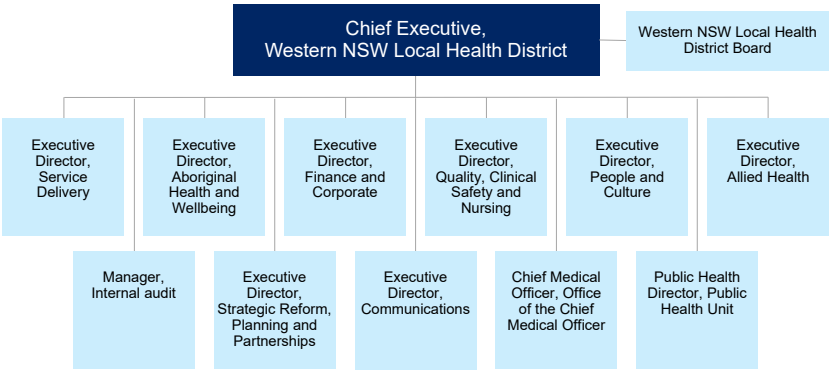 Chief Executive,
Western NSW Local Health District
Western NSW Local Health
District Board
Executive
Director,
Service
Delivery
Executive
Director,
Aboriginal
Health and
Wellbeing
Executive
Director,
Finance and
Corporate
Executive
Director,
Quality, Clinical
Safety and
Nursing
Executive
Director,
People and
Culture
Executive
Director,
Allied Health
Manager,
Internal audit
Executive
Director,
Strategic Reform,
Planning and
Partnerships
Executive
Director,
Communications
Chief Medical
Officer, Office
of the Chief
Medical Officer
Public Health
Director, Public
Health Unit